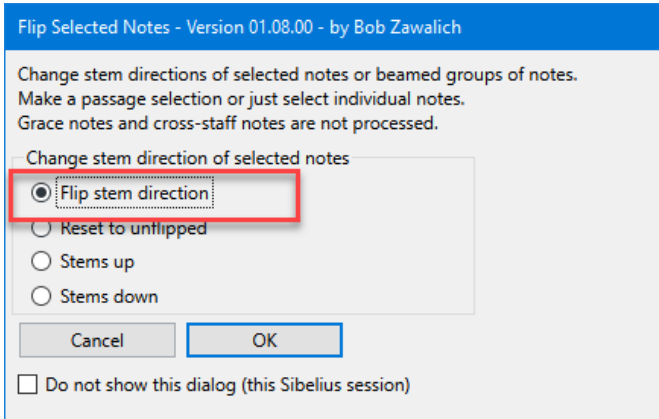 Flip Selected Notes - Version 01.08.00 - by Bob Zawalich
Change stem directions of selected notes or beamed groups of notes.
Make a passage selection or just select individual notes.
Grace notes and cross-staff notes are not processed.
Change stem direction of selected notes
Flip stem direction
Reset to unflipped
Stems up
Stems down
Cancel OK
Do not show this dialog (this Sibelius session)